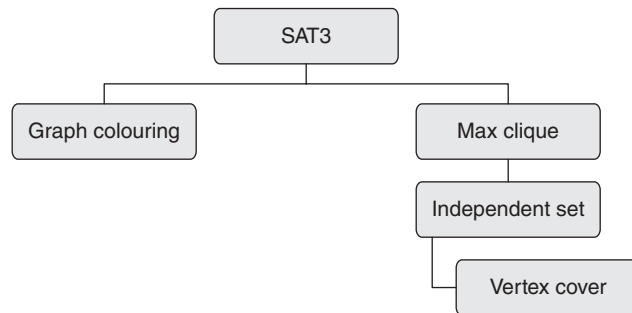 SAT3
Graph colouring
Max clique
Independent set
Vertex cover